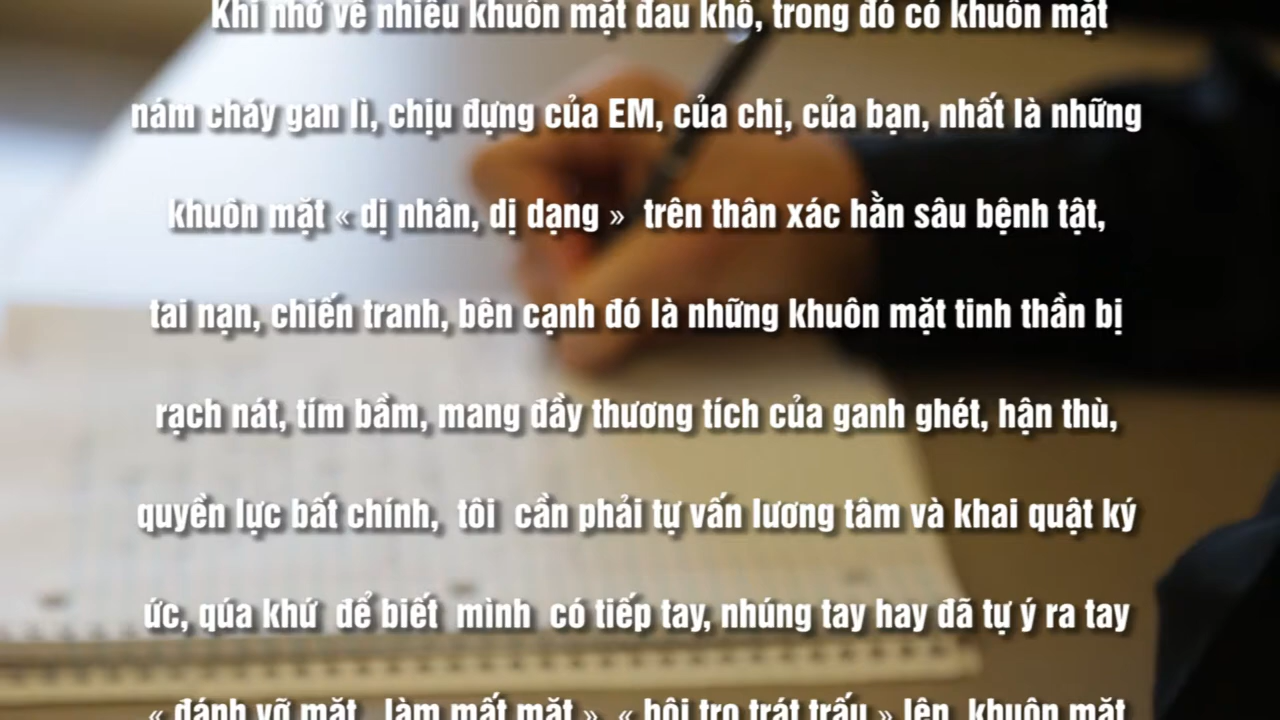 Khi nhớ về nhiều khuôn mặt đau khổ, trong đó có khuôn mặt
nám cháy gan lì, chịu đựng của EM, của chị, của bạn, nhất là những
khuôn mặt « dị nhân, dị dạng » trên thân xác hằn sâu bệnh tật,
tai nạn, chiến tranh, bên cạnh đó là những khuôn mặt tinh thần bị
rạch nát, tím bầm, mang đầy thương tích của ganh ghét, hận thù,
quyền lực bất chính, tôi cần phải tự vấn lương tâm và khai quật ký
ức, qúa khứ để biết mình có tiếp tay, nhúng tay hay đã tự ý ra tay
« đánh vỡ mặt, làm mất mặt », « bôi tro trát trấu » lên khuôn mặt